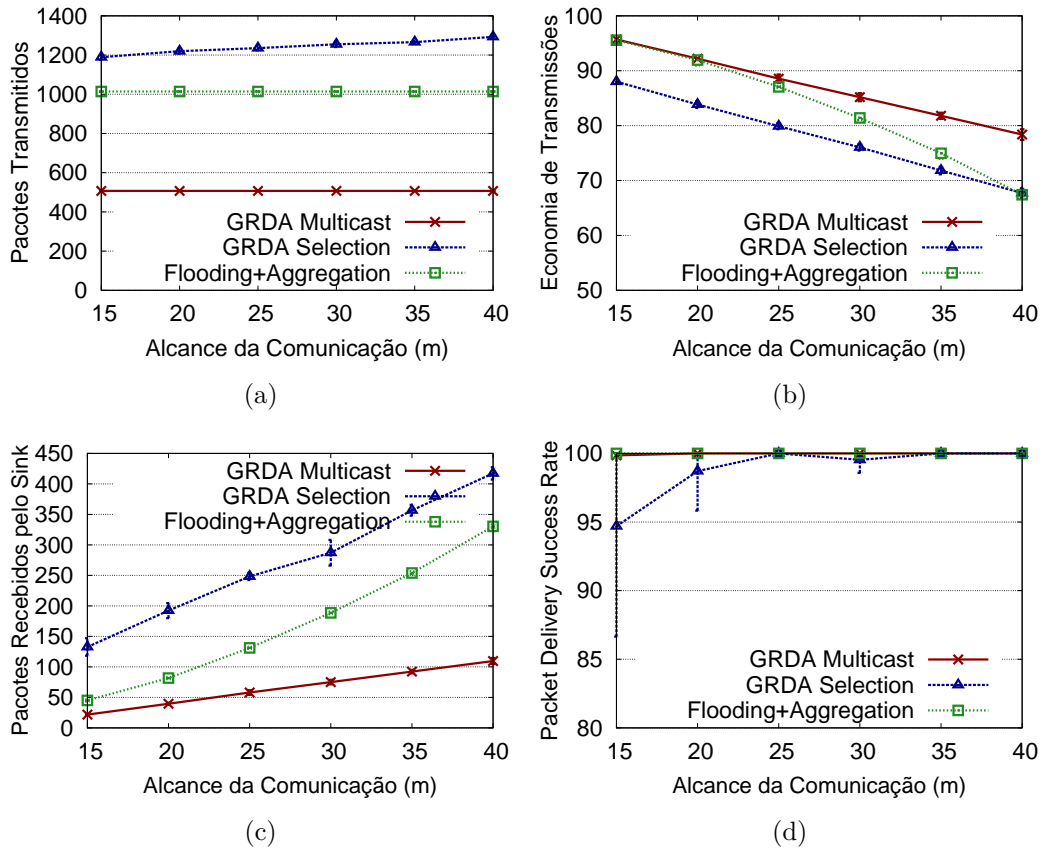 Pacotes Transmitidos
1400
1200
1000
800
600
400
200
0
GRDA Multicast
GRDA Selection
Flooding+Aggregation
15 20 25 30 35 40
Alcance da Comunicação (m)
(a)
Economia de Transmissões
100
90
80
70
60
50
GRDA Multicast
GRDA Selection
Flooding+Aggregation
15 20 25 30 35 40
Alcance da Comunicação (m)
(b)
Pacotes Recebidos pelo Sink
450
400
350
300
250
200
150
100
50
0
GRDA Multicast
GRDA Selection
Flooding+Aggregation
15 20 25 30 35 40
Alcance da Comunicação (m)
(c)
Packet Delivery Success Rate
100
95
90
85
80
GRDA Multicast
GRDA Selection
Flooding+Aggregation
15 20 25 30 35 40
Alcance da Comunicação (m)
(d)